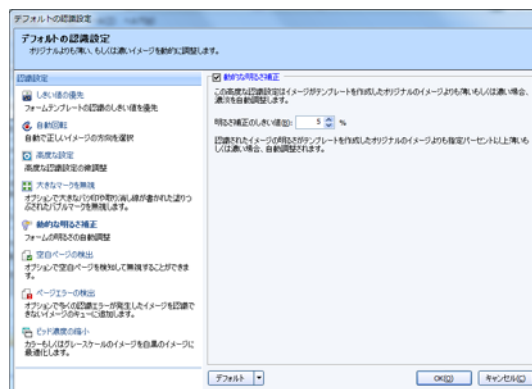 デフォルトの認識設定
デフォルトの認識設定
オリジナルよりも薄い、もしくは濃いイメージを動的に調整します。
認識設定
しきい値の優先
フォームテンプレートの認識のしきい値を優先
自動回転
自動で正しいイメージの方向を選択
高度な設定
高度な認識設定の微調整
大きなマークを無視
オプションで大きなバツ印や取り消し線が書かれた塗りつ
ぶされたバブルマークを無視します。
動的な明るさ補正
フォームの明るさの自動調整
空白ページの検出
オプションで空白ページを検知して無視することができま
す。
ページエラーの検出
オプションで多くの認識エラーが発生したイメージを認識で
きないイメージのキューに追加します。
ビット濃度の縮小
カラーもしくはグレースケールのイメージを白黒のイメージに
最適化します。
動的な明るさ補正
この高度な認識設定はイメージがテンプレートを作成したオリジナルのイメージよりも薄いもしくは濃い場合、
濃淡を自動調整します。
明るさ補正のしきい値(B): 5 %
認識されたイメージの明るさがテンプレートを作成したオリジナルのイメージよりも指定パーセント以上薄いも
しくは濃い場合、自動調整されます。
デフォルト
OK(O) キャンセル(C)